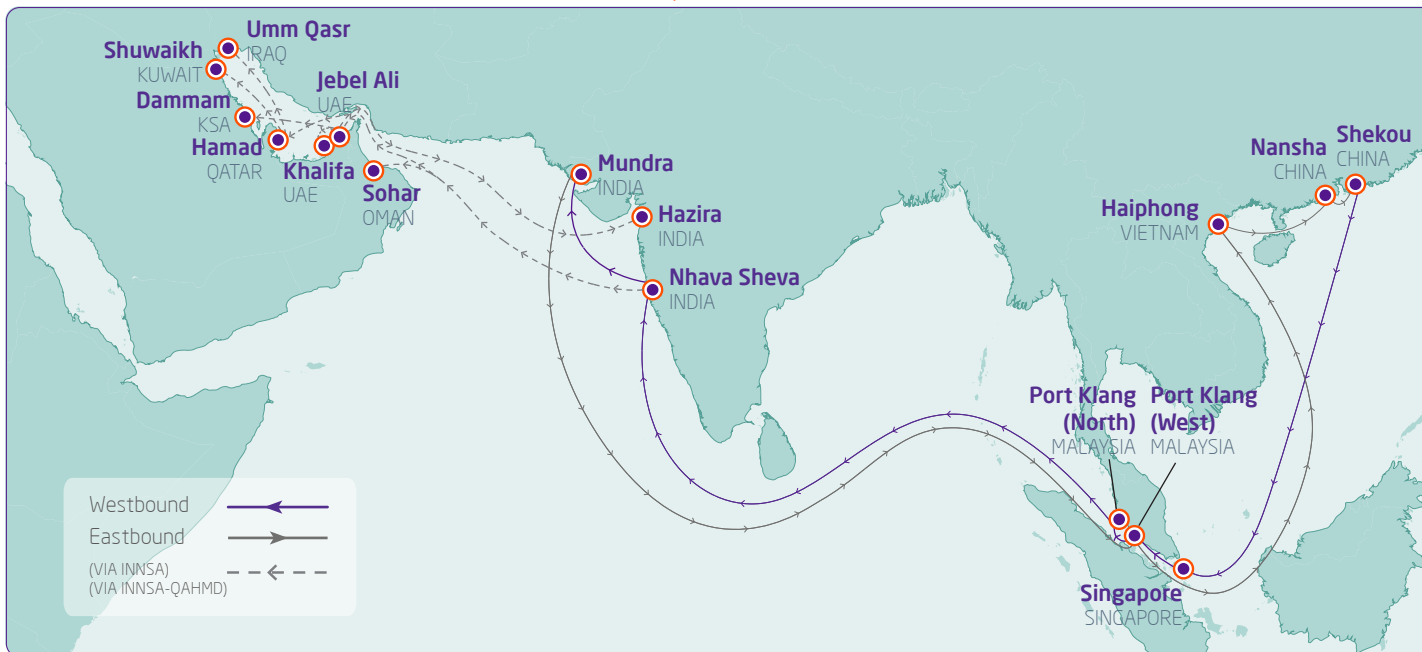 Umm Qasr
IRAQ
Shuwaikh
KUWAIT
Jebel Ali
UAE
Dammam
KSA
Hamad
QATAR
Khalifa
UAE
Sohar
OMAN
Mundra
INDIA
Hazira
INDIA
Nhava Sheva
INDIA
Shekou
CHINA
Nansha
CHINA
Haiphong
VIETNAM
Port Klang
(North)
MALAYSIA
Port Klang
(West)
MALAYSIA
Singapore
SINGAPORE
Westbound
Eastbound
(VIA INNSA)
(VIA INNSA-QAHMD)